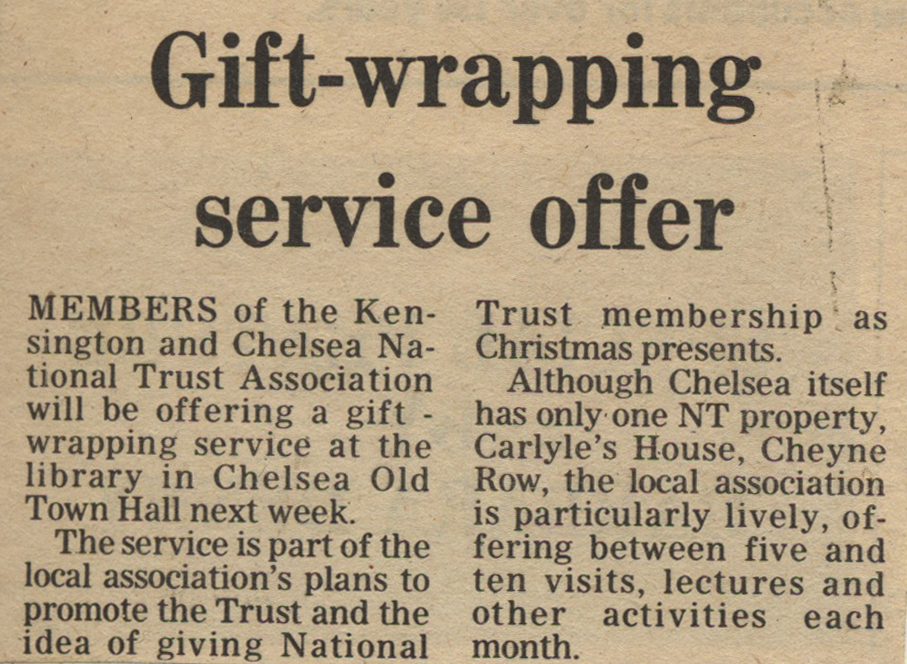 Gift-wrapping
service offer
MEMBERS of the Ken-
sington and Chelsea Na-
tional Trust Association
will be offering a gift -
wrapping service at the
library in Chelsea Old
Town Hall next week.
The service is part of the
local association's plans to
promote the Trust and the
idea of giving National
Trust membership as
Christmas presents.
Although Chelsea itself
has only one NT property,
Carlyle's House, Cheyne
Row, the local association
is particularly lively, of-
fering between five and
ten visits, lectures and
other activities each
month.